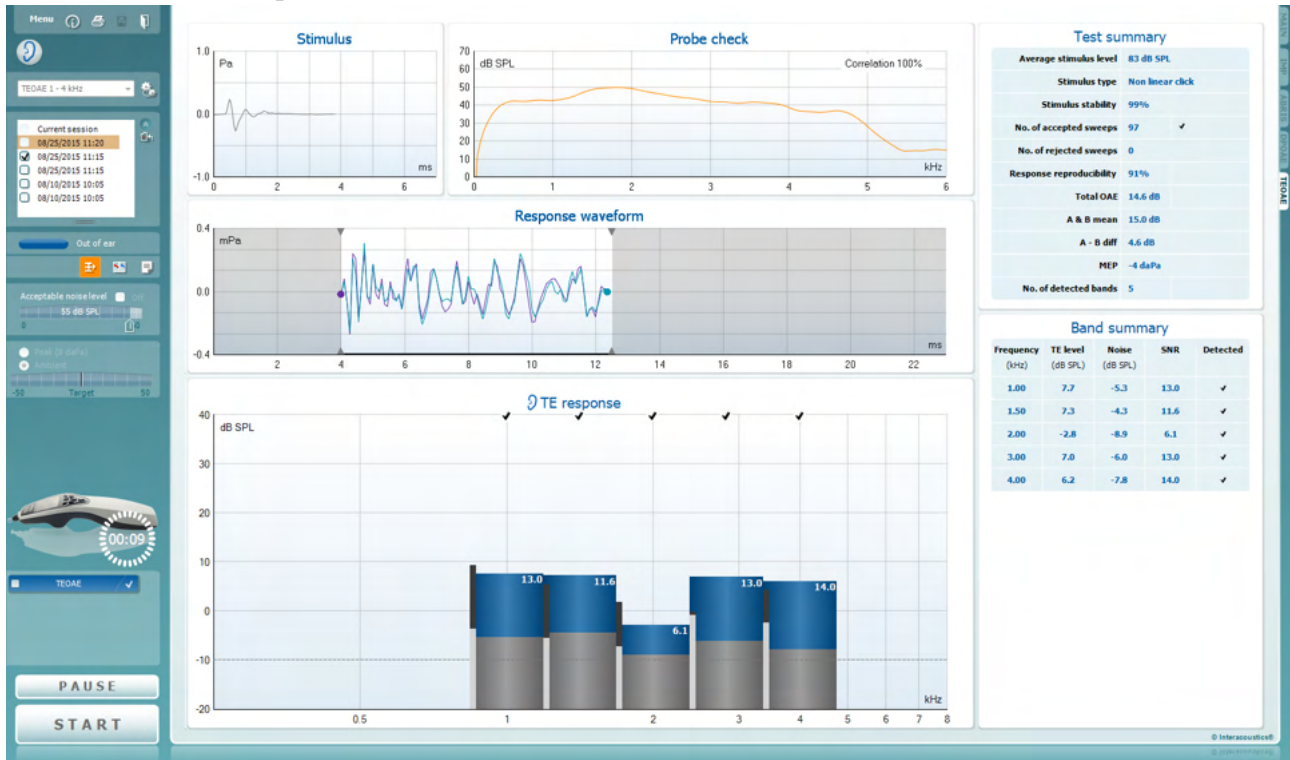 Menu
TEOAE 1 - 4 kHz
Current session
08/25/2015 11:20
08/25/2015 11:15
08/25/2015 11:15
08/10/2015 10:05
08/10/2015 10:05
Out of ear
Acceptable noise level Off
55 dB SPL
0
Ambient
-50 Target 50
00:09
TEOAE
PAUSE
START
Stimulus
1.0
Pa
0.0
-1.0
ms
0 2 4 6
Probe check
70
dB SPL
Correlation 100%
60
50
40
30
20
10
0
kHz
0 1 2 3 4 5 6
Response waveform
0.4
mPa
0.0
-0.4
ms
2 4 6 8 10 12 14 16 18 20 22
TE response
40
dB SPL
30
20
10
0
-10
-20
13.0 11.6 6.1 13.0 14.0
kHz
0.5 1 2 3 4 5 6 7 8
Test summary
Average stimulus level 83 dB SPL
Stimulus type Non linear click
Stimulus stability 99%
No. of accepted sweeps 97 ✔
No. of rejected sweeps 0
Response reproducibility 91%
Total OAE 14.6 dB
A & B mean 15.0 dB
A - B diff 4.6 dB
MEP -4 daPa
No. of detected bands 5
Band summary
Frequency TE level Noise SNR Detected
(kHz) (dB SPL) (dB SPL)
1.00 7.7 -5.3 13.0 ✔
1.50 7.3 -4.3 11.6 ✔
2.00 -2.8 -8.9 6.1 ✔
3.00 7.0 -6.0 13.0 ✔
4.00 6.2 -7.8 14.0 ✔
© Interacoustics®
MAIN
IMP
ABRIS
DPOAE
TEOAE